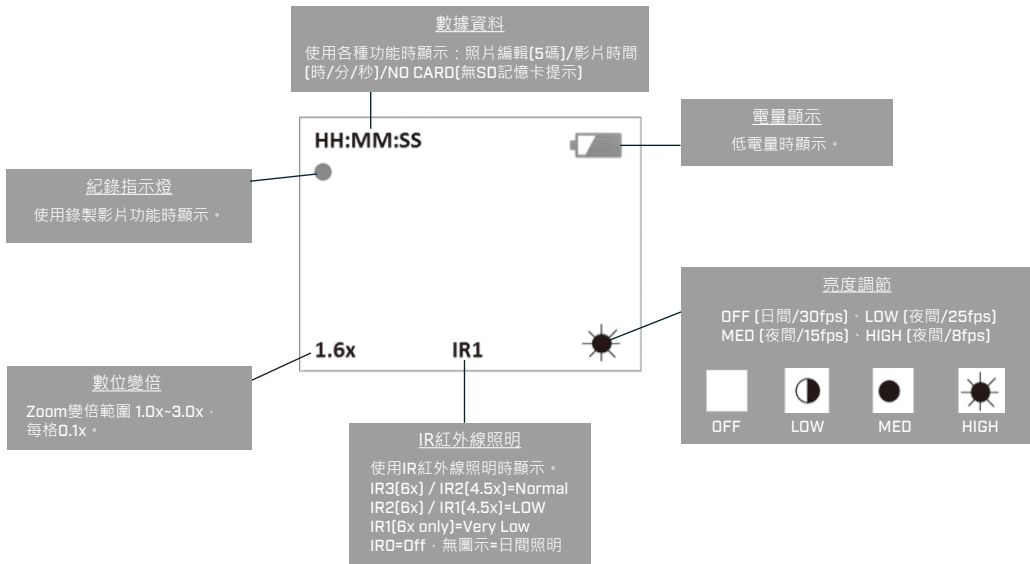 數據資料
使用各種功能時顯示：照片編輯(5碼)/影片時間
(時/分/秒)/NO CARD(無SD記憶卡提示)
HH:MM:SS
電量顯示
低電量時顯示。
紀錄指示燈
使用錄製影片功能時顯示。
亮度調節
OFF (日間/30fps)、LOW (夜間/25fps)
MED (夜間/15fps)、HIGH (夜間/8fps)
OFF LOW MED HIGH
1.6x IR1
數位變倍
Zoom變倍範圍 1.0x~3.0x，
每格0.1x。
IR紅外線照明
使用IR紅外線照明時顯示。
IR3(6x) / IR2(4.5x)=Normal
IR2(6x) / IR1(4.5x)=LOW
IR1(6x only)=Very Low
IR0=Off，無圖示=日間照明